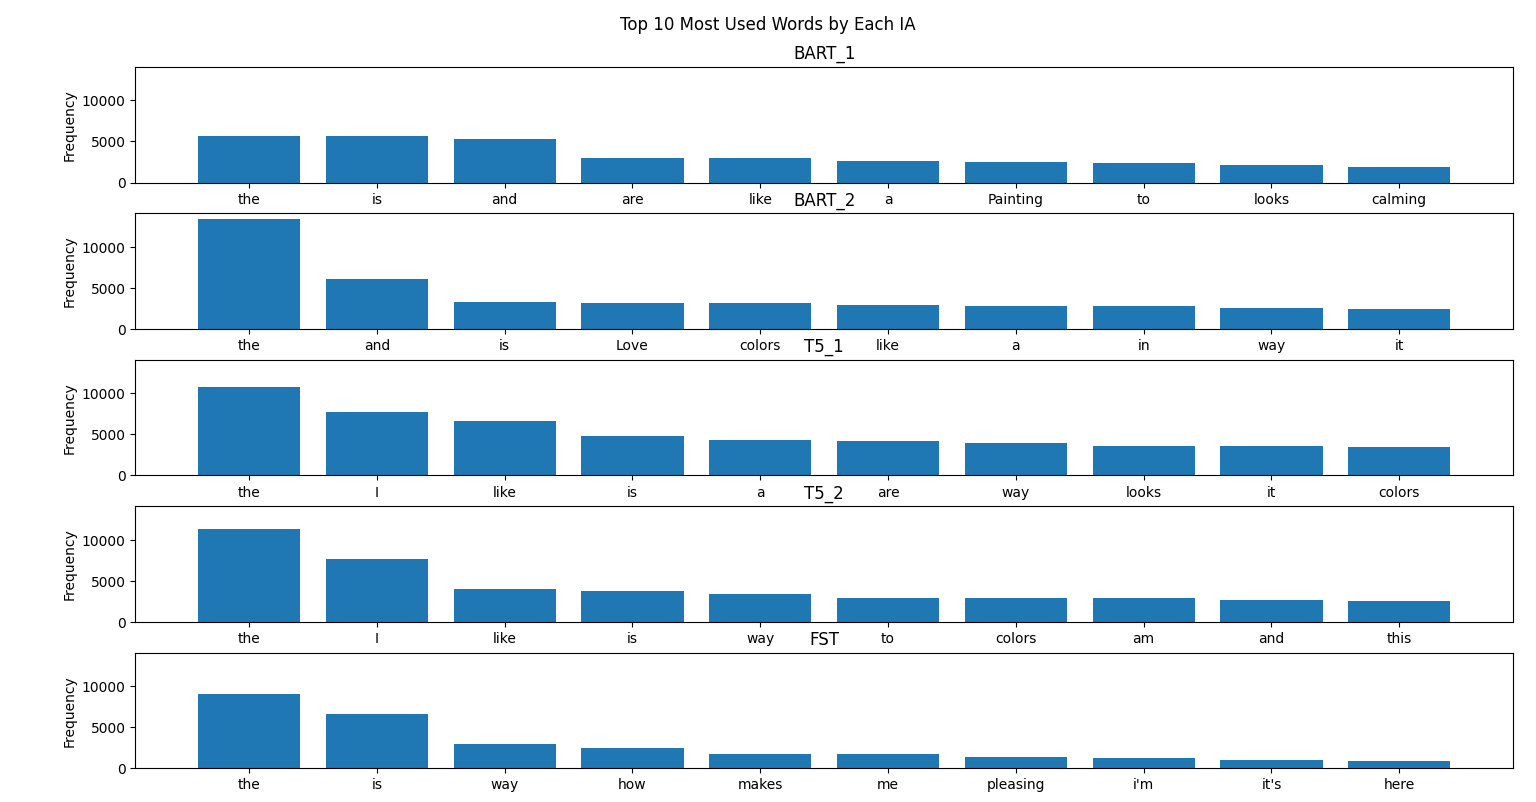 Top 10 Most Used Words by Each IA
BART_1
Frequency
10000
5000
0
the is and are like a Painting to looks calming
BART_2
Frequency
10000
5000
0
the and is Love colors like a in way it
T5_1
Frequency
10000
5000
0
the I like is a are way looks it colors
T5_2
Frequency
10000
5000
0
the I like is way to colors am and this
FST
Frequency
10000
5000
0
the is way how makes me pleasing i'm it's here